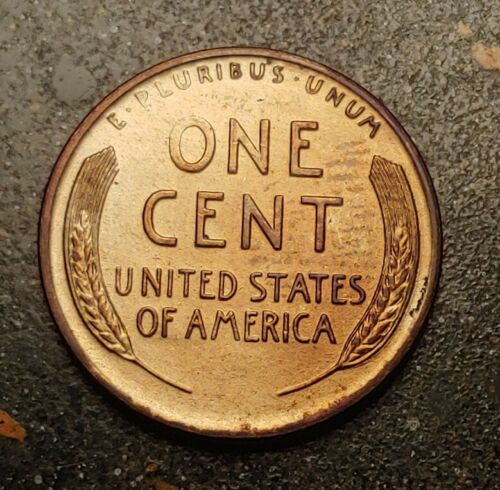 E · PLURIBUS · UNUM
ONE
CENT
UNITED STATES
OF AMERICA